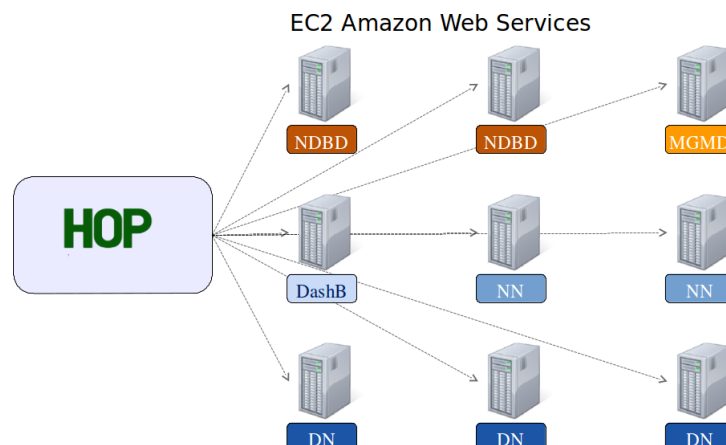 EC2 Amazon Web Services
NDBD
NDBD
MGMD
HOP
DashB
NN
NN
DN
DN
DN